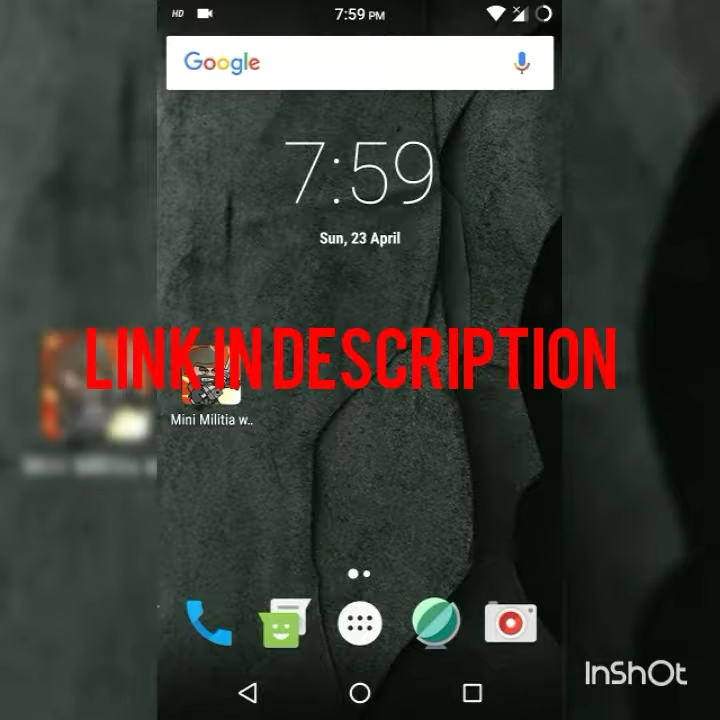 HD
7:59 PM
Google
7:59
Sun, 23 April
LINK IN DESCRIPTION
Mini Militia w..
InShOt